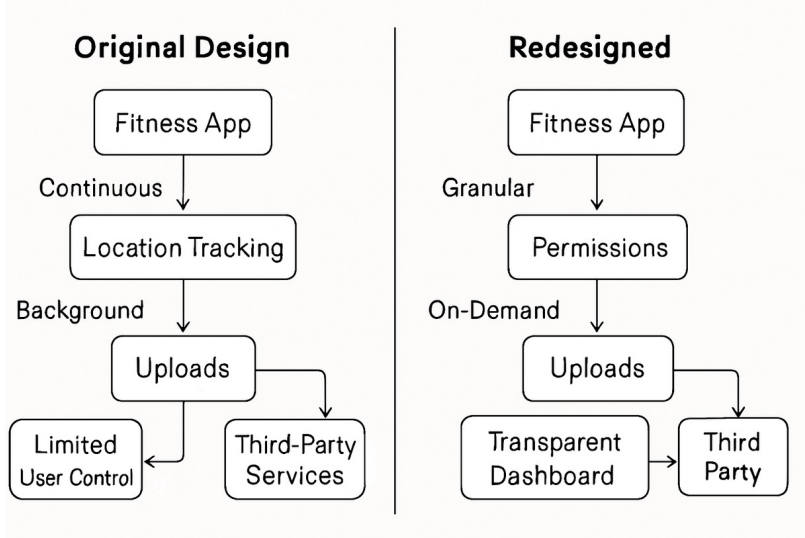 Original Design
Fitness App
Continuous
Location Tracking
Background
Uploads
Limited
User Control
Third-Party
Services
Redesigned
Fitness App
Granular
Permissions
On-Demand
Uploads
Transparent
Dashboard
Third
Party